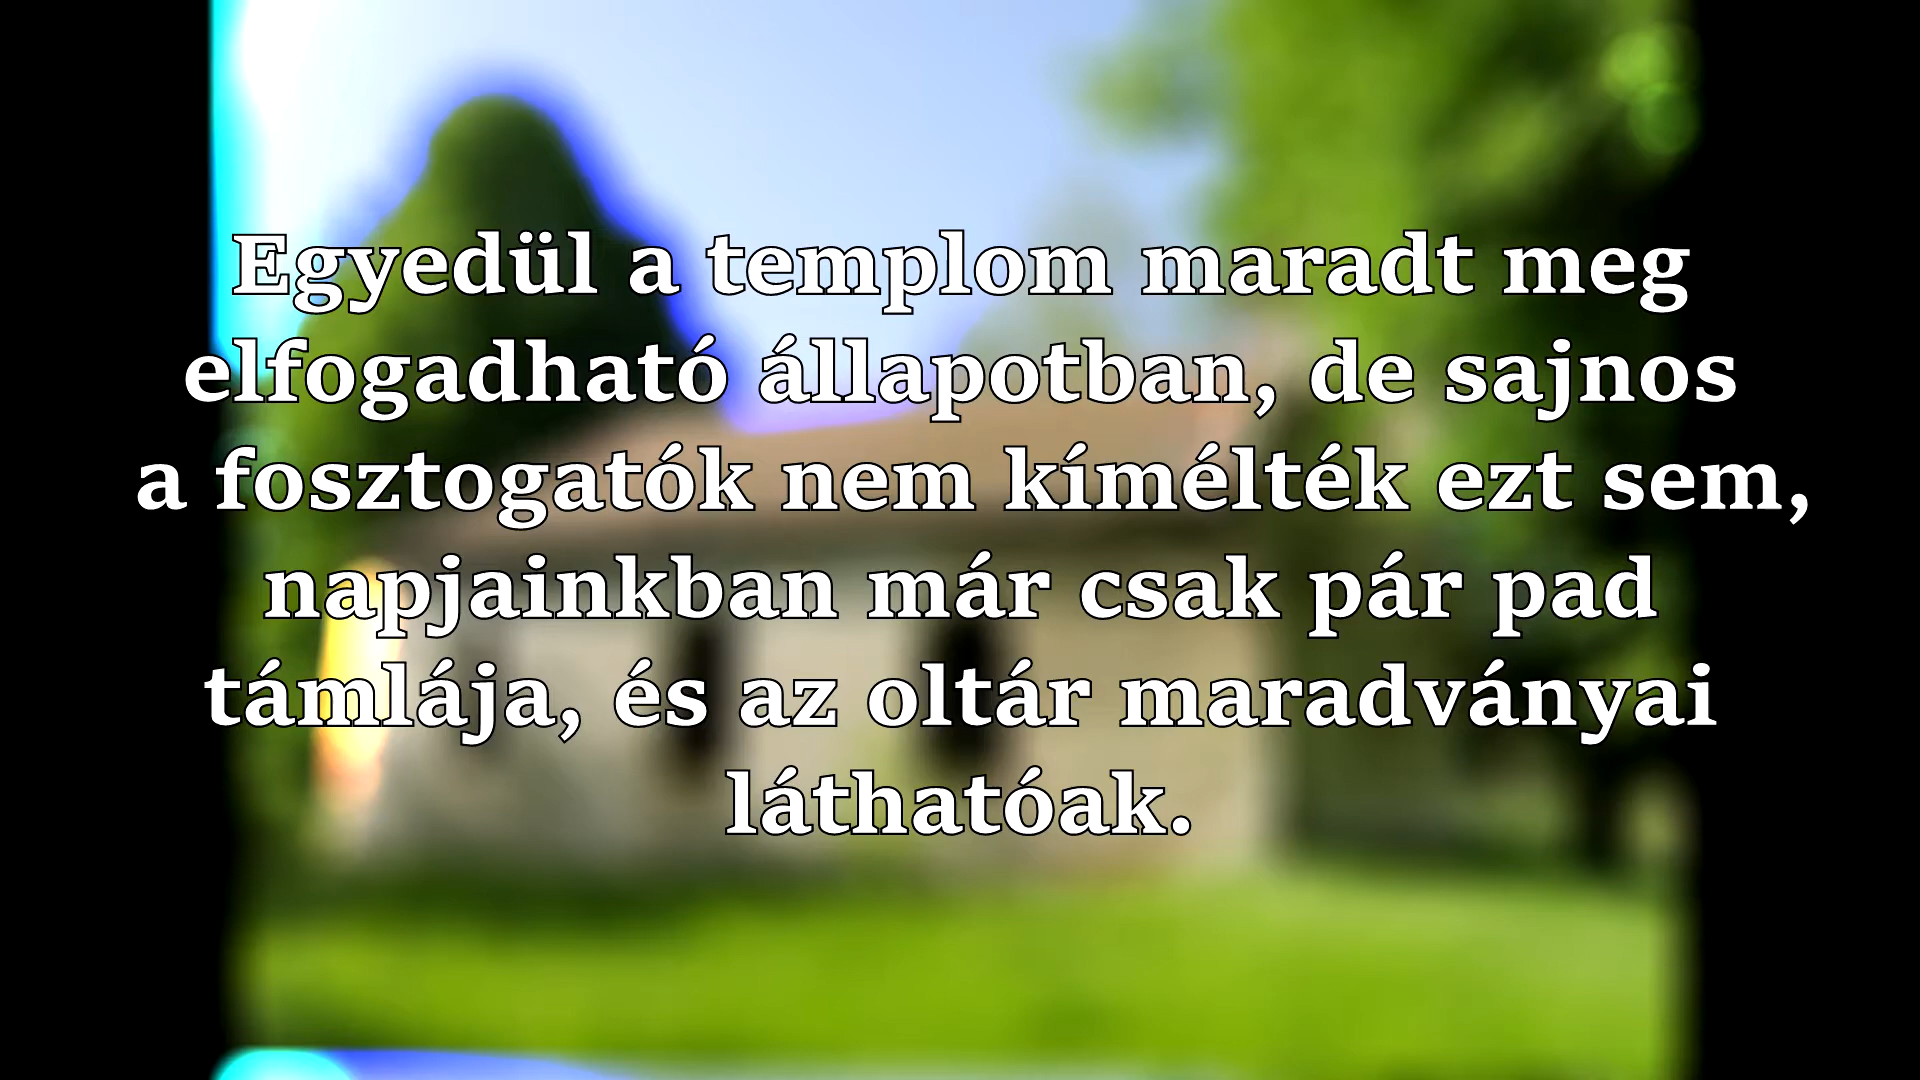 Egyedül a templom maradt meg
elfogadható állapotban, de sajnos
a fosztogatók nem kímélték ezt sem,
napjainkban már csak pár pad
támlája, és az oltár maradványai
láthatóak.